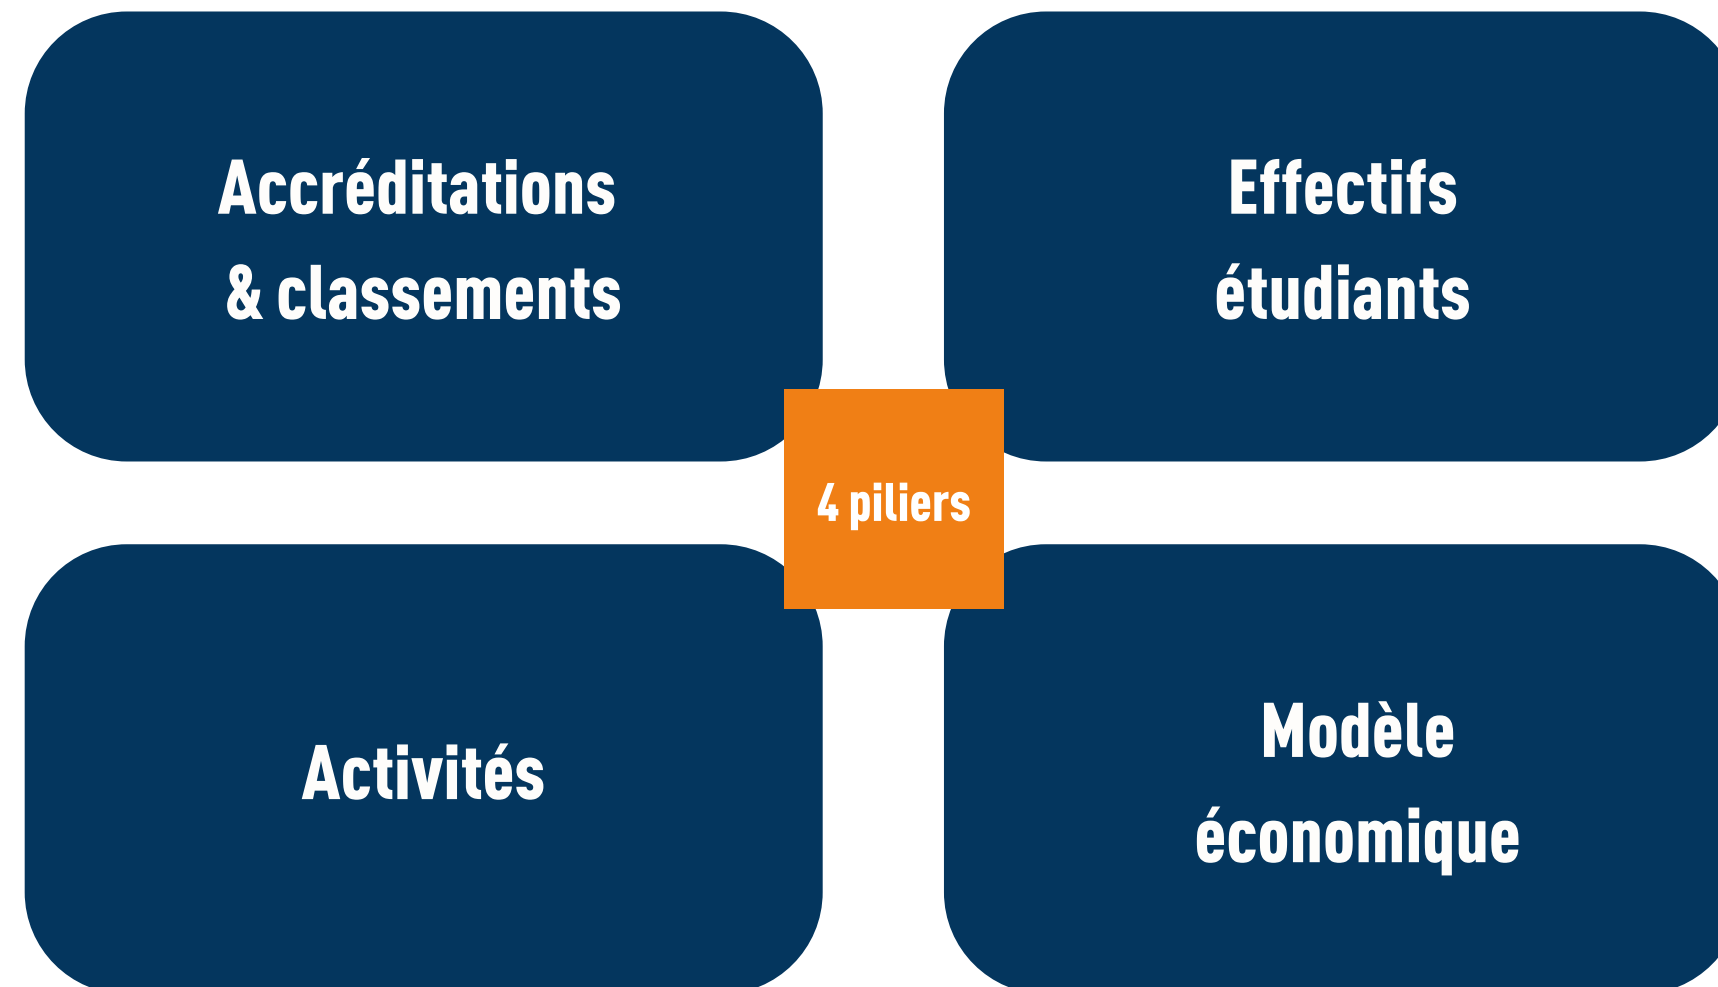 Accréditations
& classements
Effectifs
étudiants
4 piliers
Activités
Modèle
économique